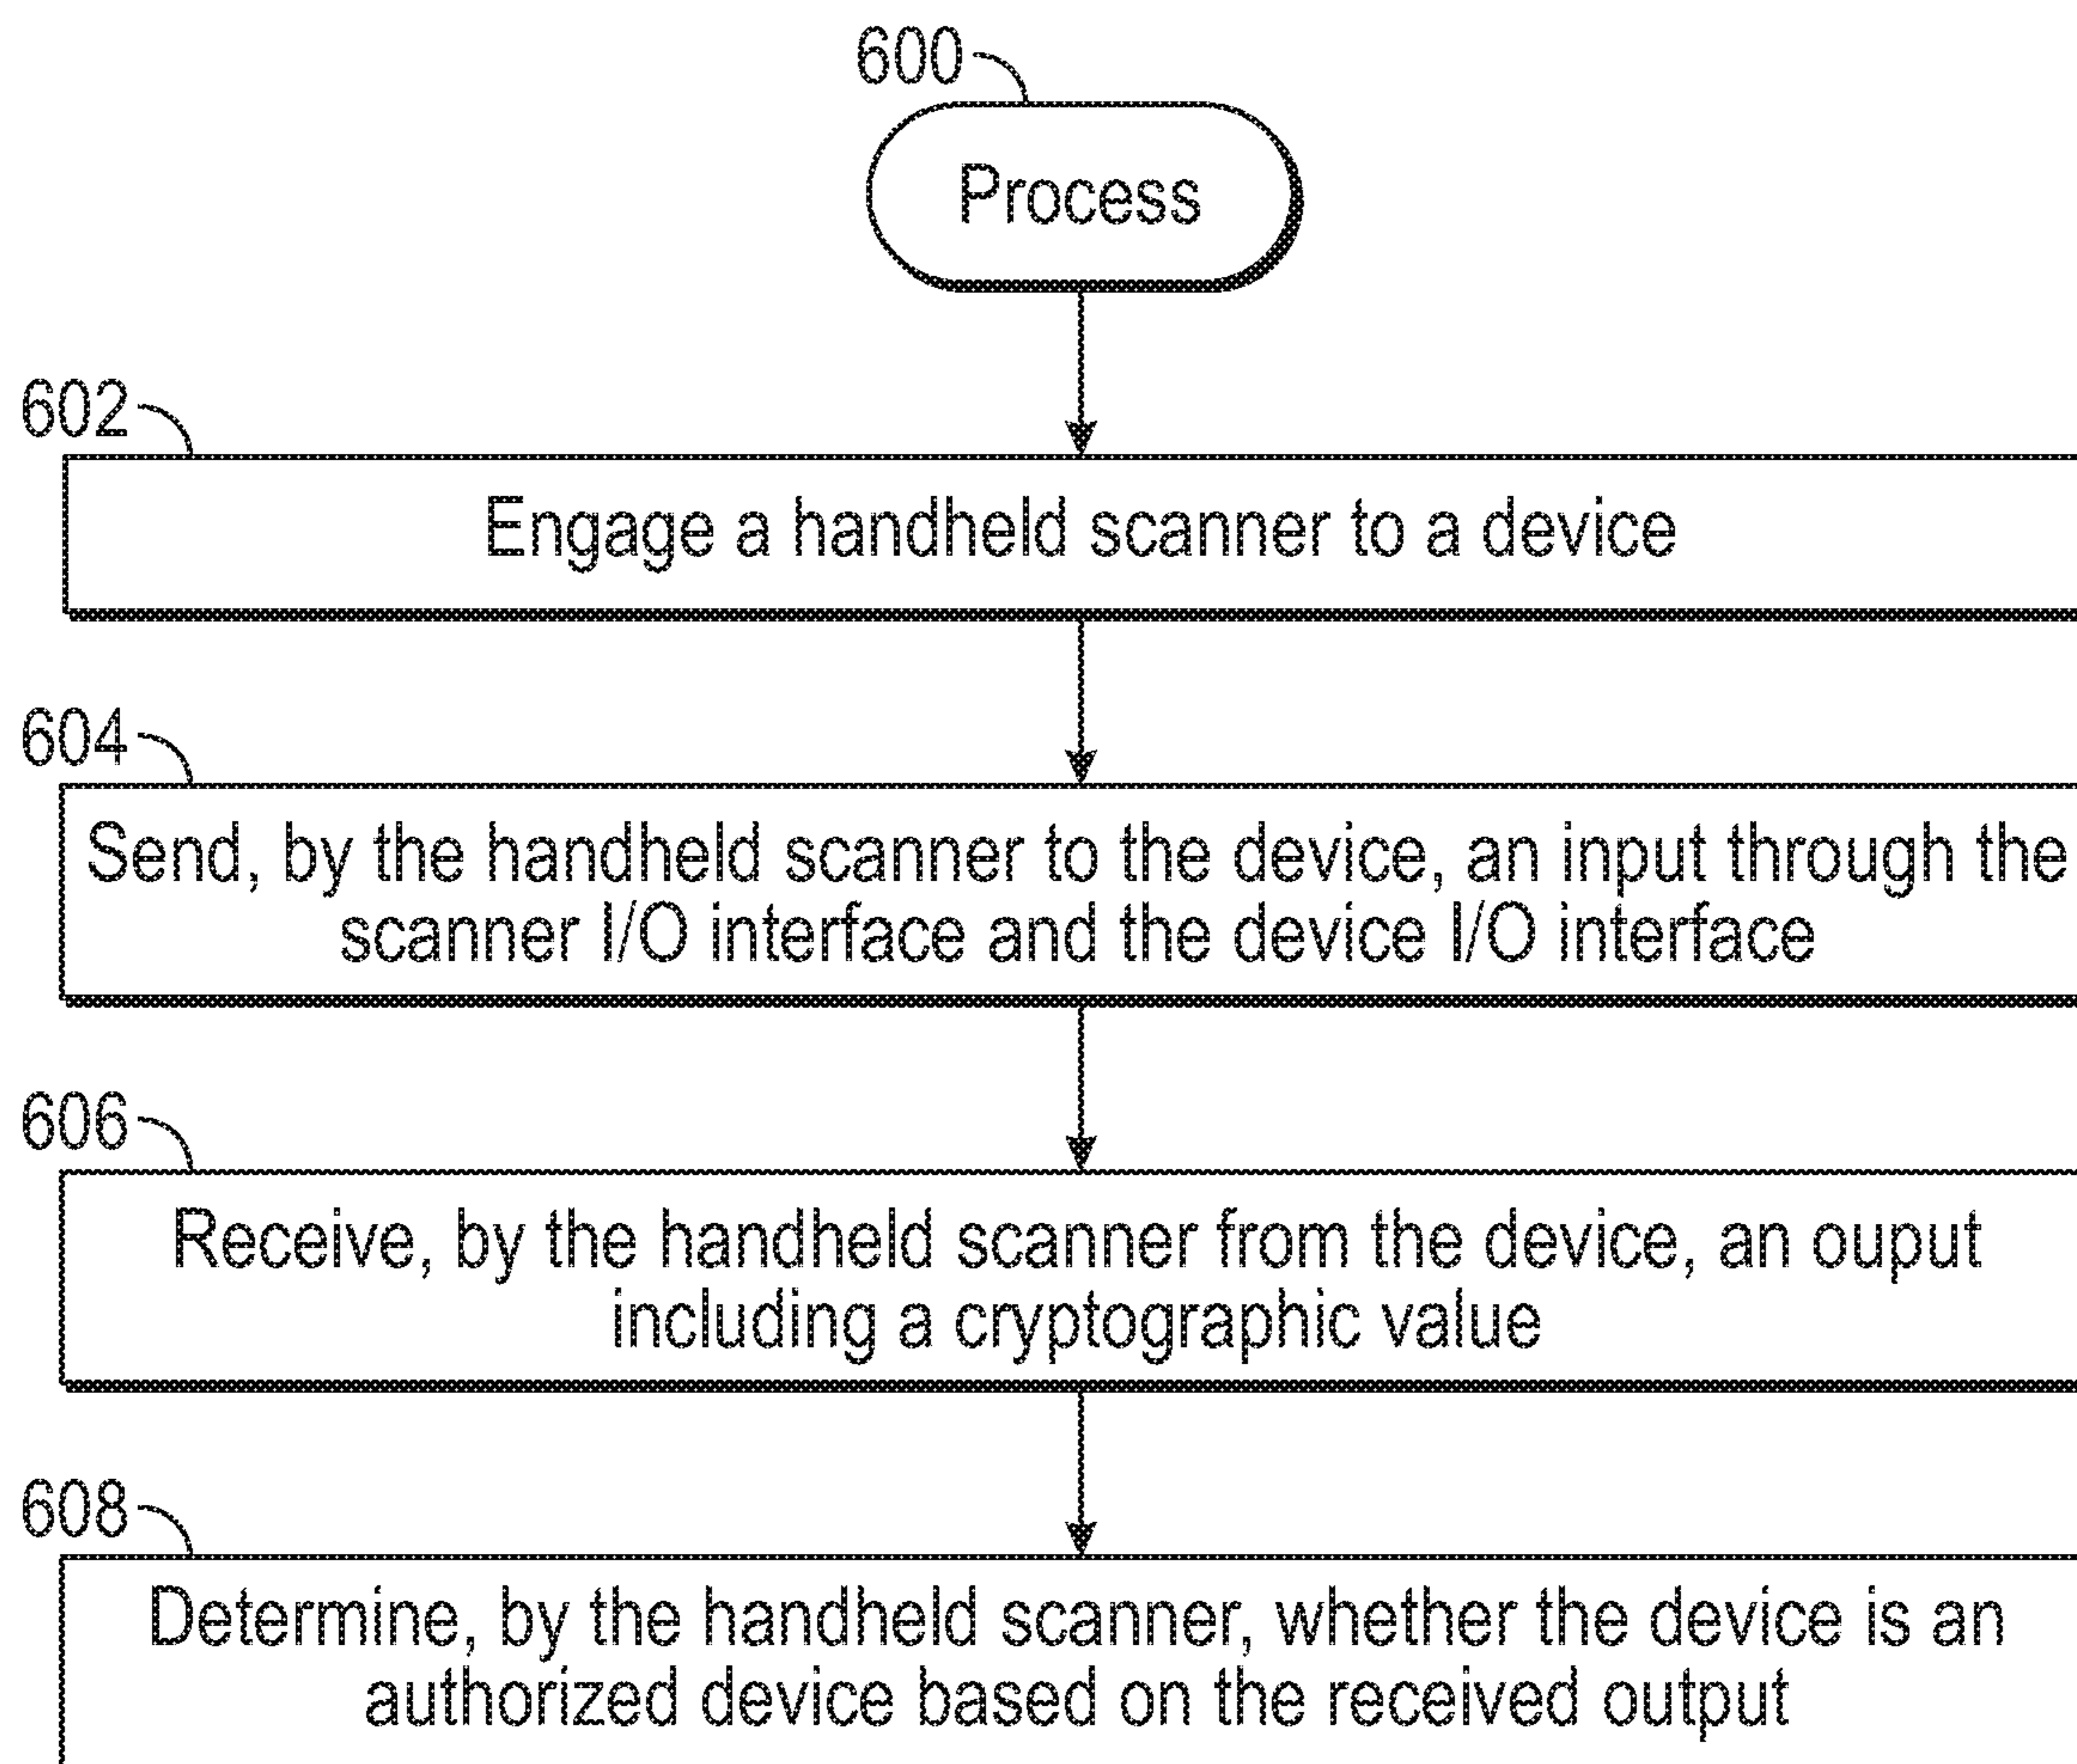 600
Process
602
Engage a handheld scanner to a device
604
Send, by the handheld scanner to the device, an input through the
scanner I/O interface and the device I/O interface
606
Receive, by the handheld scanner from the device, an ouput
including a cryptographic value
608
Determine, by the handheld scanner, whether the device is an
authorized device based on the received output